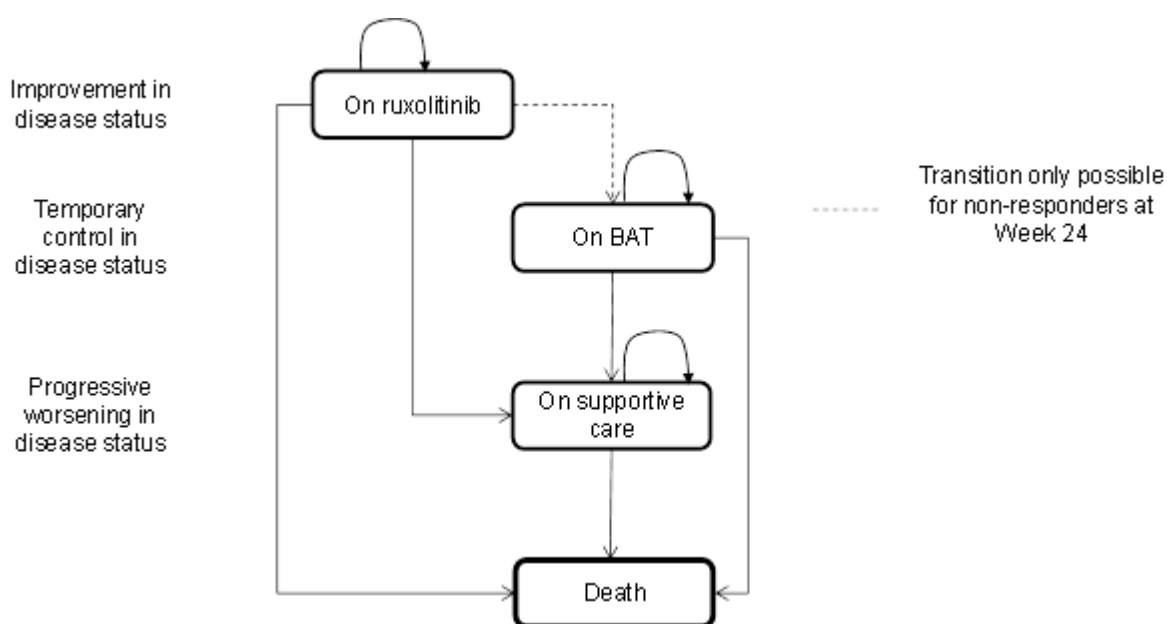 Improvement in
disease status
On ruxolitinib
Temporary
control in
disease status
On BAT
Transition only possible
for non-responders at
Week 24
Progressive
worsening in
disease status
On supportive
care
Death